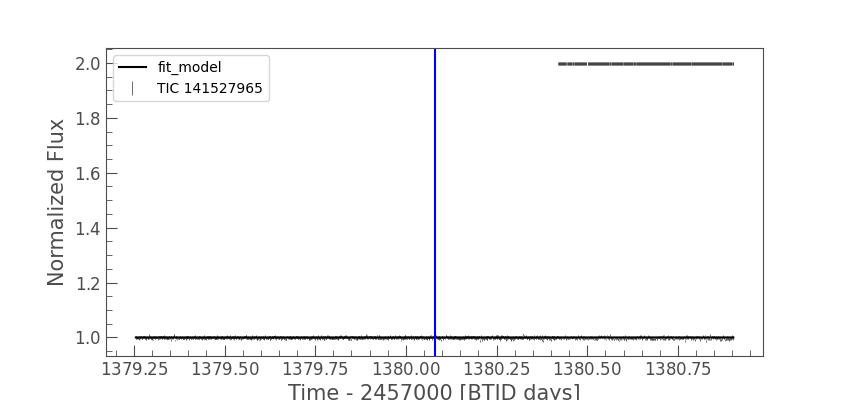 fit_model
TIC 141527965
Normalized Flux
2.0
1.8
1.6
1.4
1.2
1.0
1379.25 1379.50 1379.75 1380.00 1380.25 1380.50 1380.75
Time - 2457000 [BTJD days]